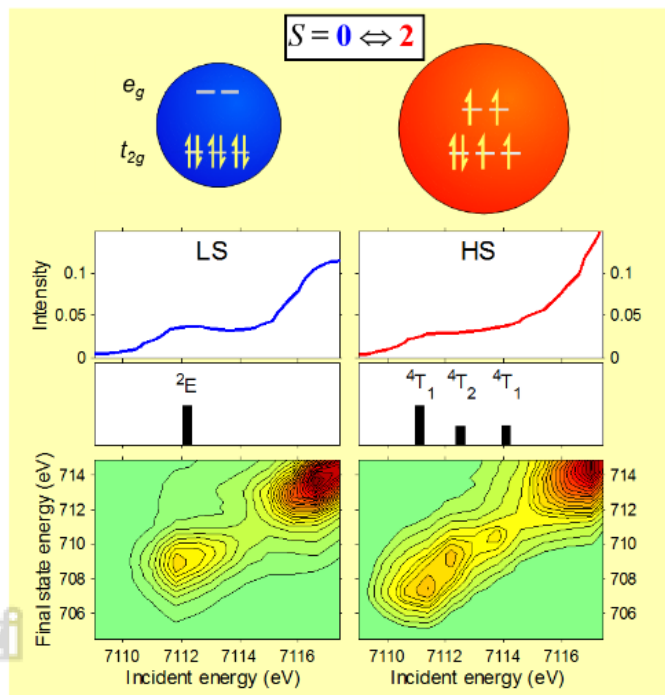 S = 0 ⇔ 2
e_g
t_2g
LS
HS
Intensity
0.1
0.05
0
0.1
0.05
0
²E
⁴T₁ ⁴T₂ ⁴T₁
Final state energy (eV)
714
712
710
708
706
714
712
710
708
706
7110 7112 7114 7116
7110 7112 7114 7116
Incident energy (eV)
Incident energy (eV)